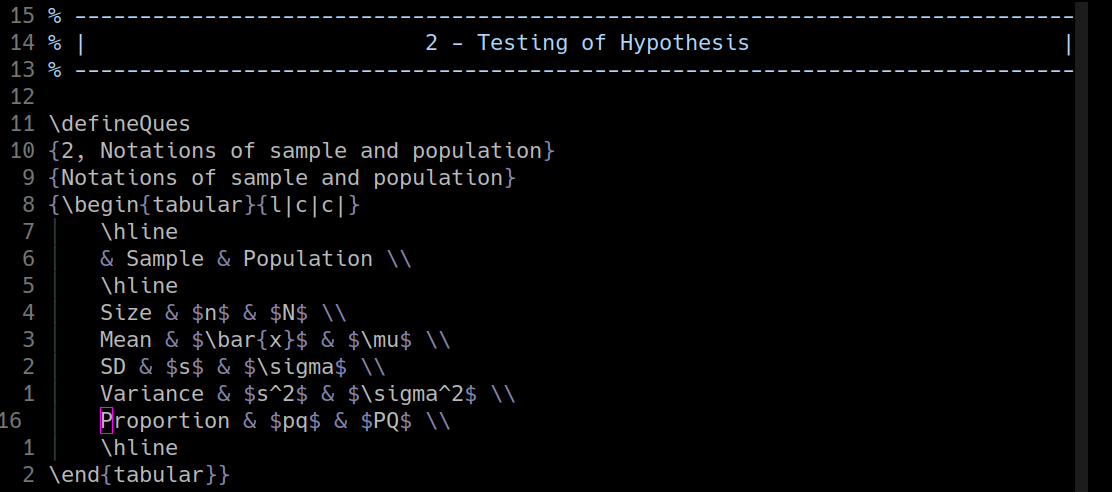 15 % -----------------------------------------------------------------------------
14 % |                          2 - Testing of Hypothesis                        |
13 % -----------------------------------------------------------------------------
12
11 \defineQues
10 {2, Notations of sample and population}
9 {Notations of sample and population}
8 {\begin{tabular}{l|c|c|}
7     \hline
6     & Sample & Population \\
5     \hline
4     Size & $n$ & $N$ \\
3     Mean & $\bar{x}$ & $\mu$ \\
2     SD & $s$ & $\sigma$ \\
1     Variance & $s^2$ & $\sigma^2$ \\
16     Proportion & $pq$ & $PQ$ \\
1     \hline
2 \end{tabular}}